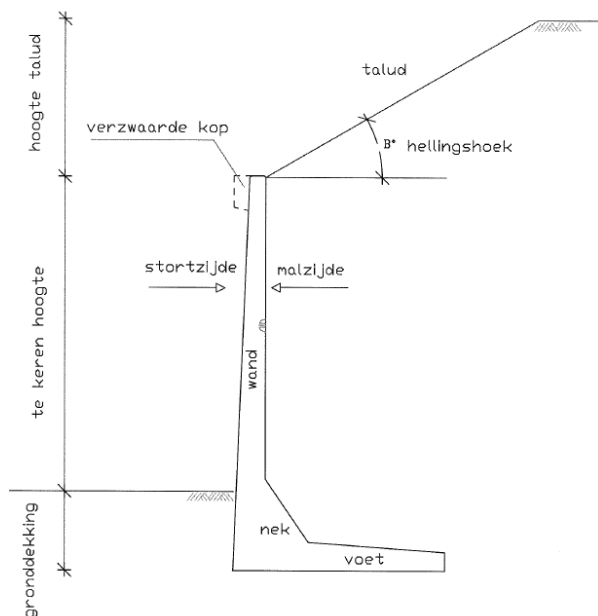 hoogte talud
talud
verzwaarde kop
B° hellingshoek
stortzijde
malzijde
te keren hoogte
wand
nek
voet
gronddekking